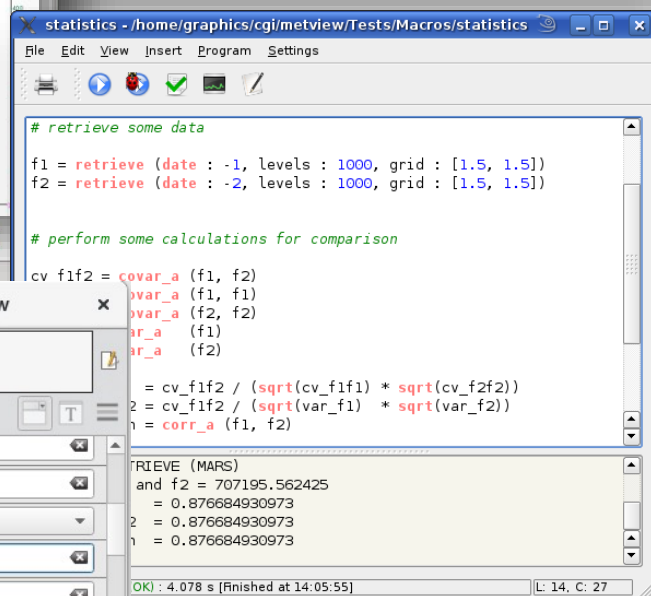 statistics - /home/graphics/cgi/metview/Tests/Macros/statistics
File Edit View Insert Program Settings
# retrieve some data
f1 = retrieve (date : -1, levels : 1000, grid : [1.5, 1.5])
f2 = retrieve (date : -2, levels : 1000, grid : [1.5, 1.5])
# perform some calculations for comparison
cv_f1f2 = covar_a (f1, f2)
ovar_a (f1, f1)
ovar_a (f2, f2)
ar_a (f1)
ar_a (f2)
= cv_f1f2 / (sqrt(cv_f1f1) * sqrt(cv_f2f2))
2 = cv_f1f2 / (sqrt(var_f1) * sqrt(var_f2))
n = corr_a (f1, f2)
w
T
TRIEVE (MARS)
and f2 = 707195.562425
= 0.876684930973
2 = 0.876684930973
n = 0.876684930973
OK) : 4.078 s [Finished at 14:05:55]
L: 14, C: 27